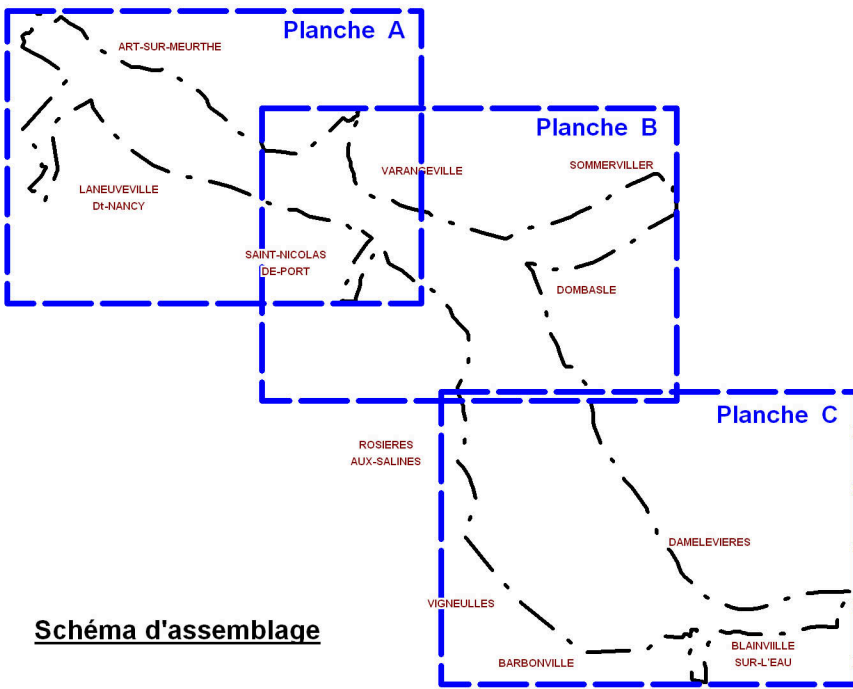 Planche A
ART-SUR-MEURTHE
Planche B
VARANGEVILLE
SOMMERVILLER
LANEUVEVILLE
Dt-NANCY
SAINT-NICOLAS
DE-PORT
DOMBASLE
Planche C
ROSIERES
AUX-SALINES
DAMELEVIERES
VIGNEULLES
Schéma d'assemblage
BARBONVILLE
BLAINVILLE
SUR-L'EAU